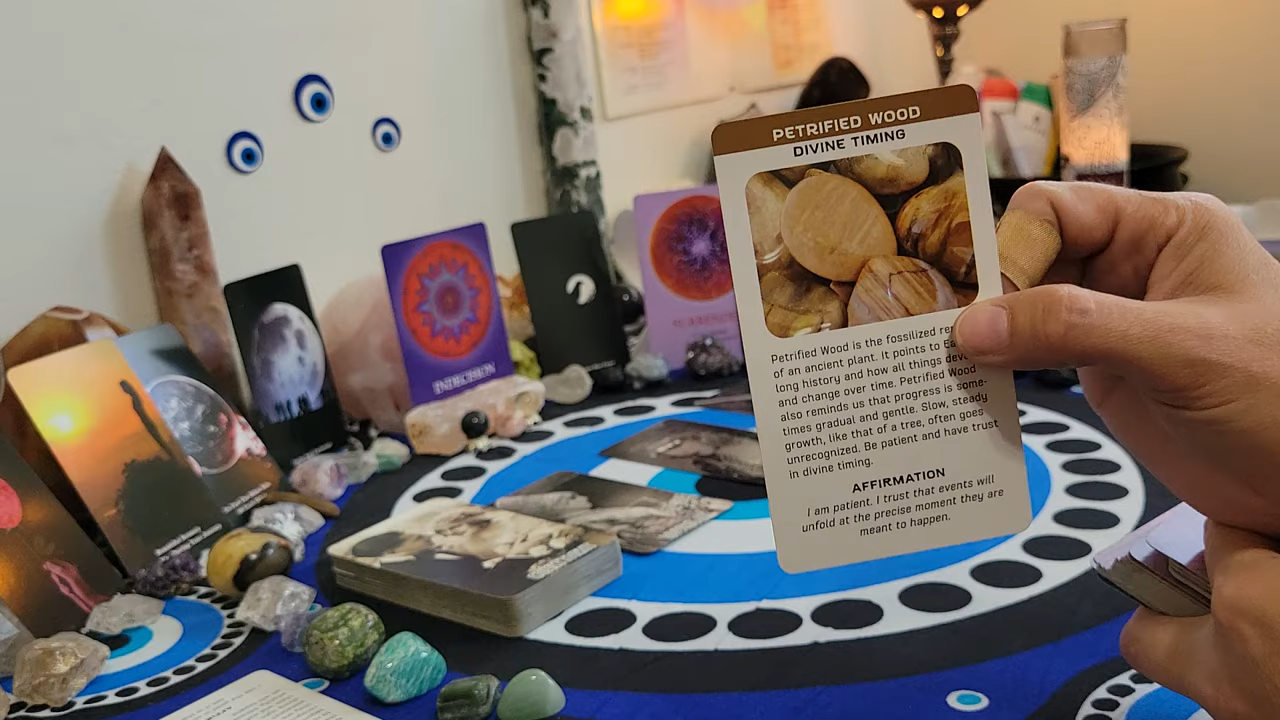 PETRIFIED WOOD
DIVINE TIMING
Petrified Wood is the fossilized
of an ancient plant. It points to
long history and how all things
and change over time. Petrified Wood
also reminds us that progress is some-
times gradual and gentle. Slow, steady
growth, like that of a tree, often goes
unrecognized. Be patient and have trust
in divine timing.
AFFIRMATION
I am patient. I trust that events will
unfold at the precise moment they are
meant to happen.
INDECISION
SURRENDER